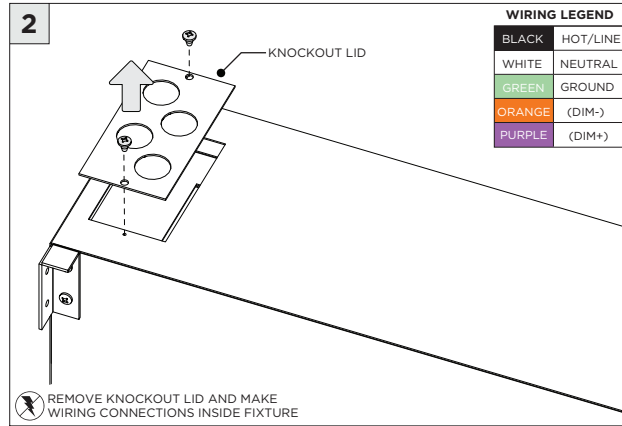 2
KNOCKOUT LID
WIRING LEGEND
BLACK HOT/LINE
WHITE NEUTRAL
GREEN GROUND
ORANGE (DIM-)
PURPLE (DIM+)
REMOVE KNOCKOUT LID AND MAKE
WIRING CONNECTIONS INSIDE FIXTURE